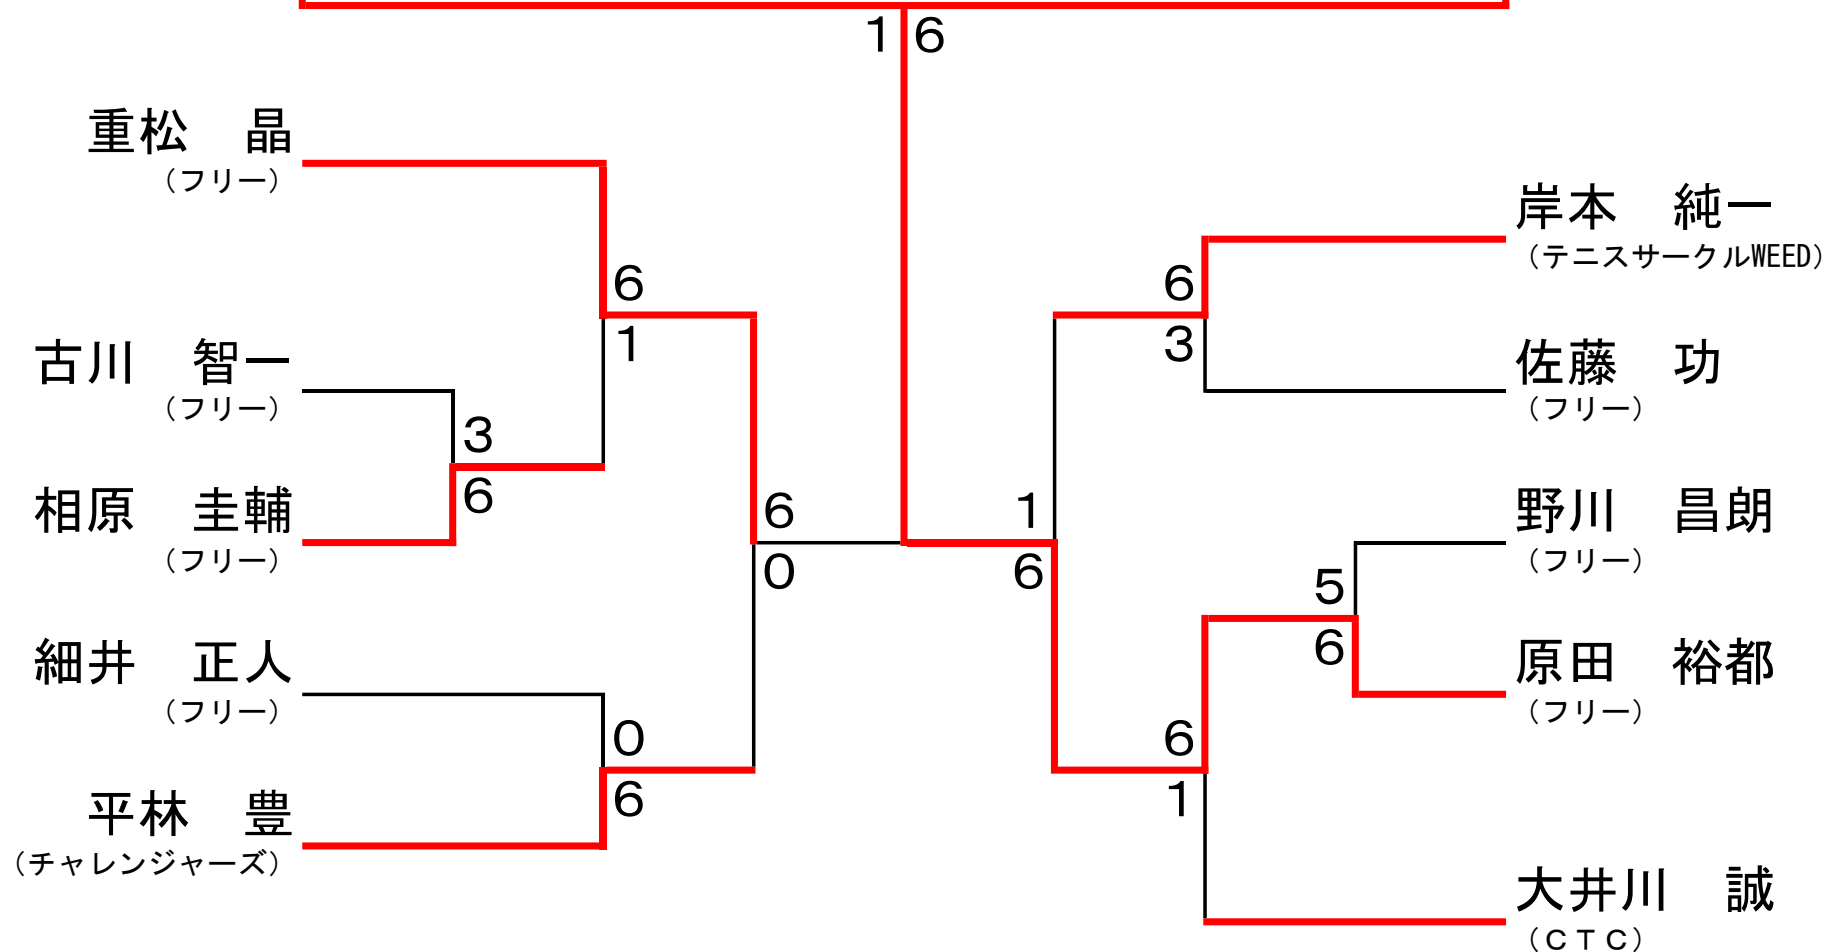 1 6
重松　晶
（フリー）
6
1
古川　智一
（フリー）
3
6
相原　圭輔
（フリー）
6
0
細井　正人
（フリー）
0
6
平林　豊
（チャレンジャーズ）
岸本　純一
（テニスサークルWEED）
6
3
佐藤　功
（フリー）
1
6
野川　昌朗
（フリー）
5
6
原田　裕都
（フリー）
6
1
大井川　誠
（ＣＴＣ）